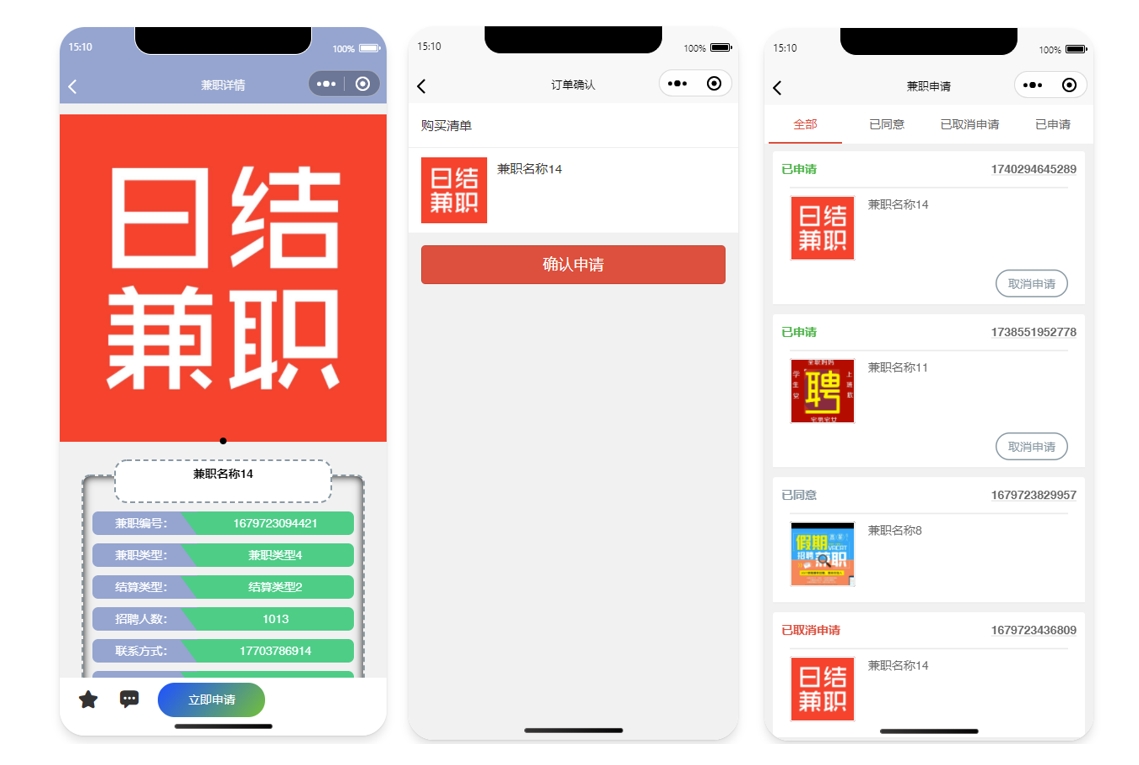 15:10
100%
兼职详情
日结
兼职
兼职名称14
兼职编号: 1679723094421
兼职类型: 兼职类型4
结算类型: 结算类型2
招聘人数: 1013
联系方式: 17703786914
立即申请
15:10
100%
订单确认
购买清单
日结
兼职
兼职名称14
确认申请
15:10
100%
兼职申请
全部 已同意 已取消申请 已申请
已申请 1740294645289
日结
兼职
兼职名称14
取消申请
已申请 1738551952778
聘
兼职名称11
取消申请
已同意 1679723829957
假期
招聘兼职
兼职名称8
已取消申请 1679723436809
日结
兼职
兼职名称14